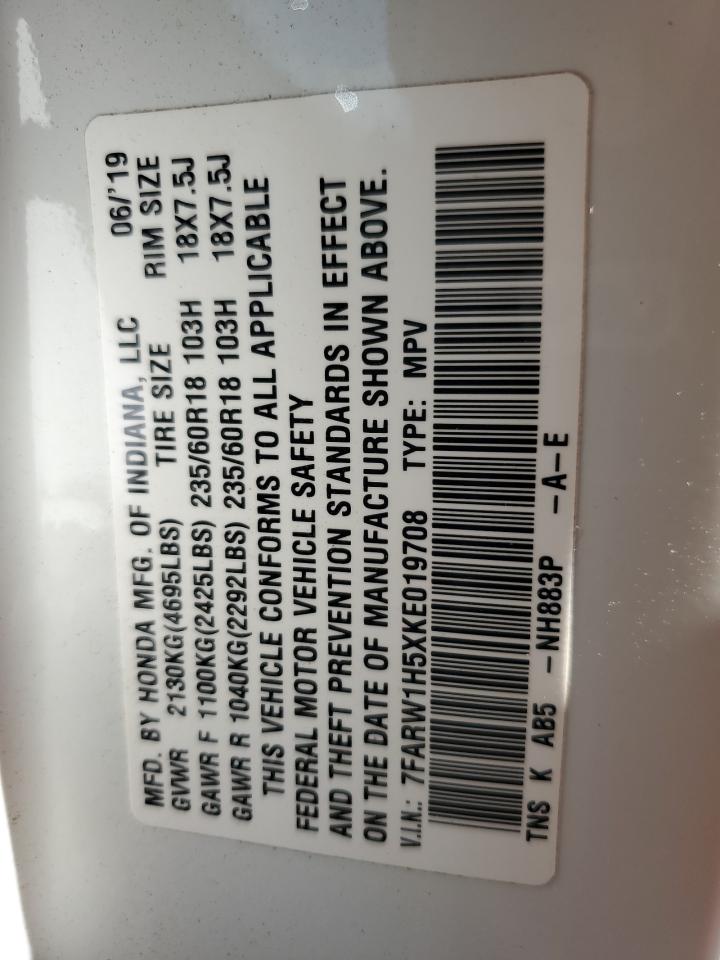 MFD. BY HONDA MFG. OF INDIANA, LLC 06/'19
GVWR 2130KG(4695LBS) TIRE SIZE RIM SIZE
GAWR F 1100KG(2425LBS) 235/60R18 103H 18X7.5J
GAWR R 1040KG(2292LBS) 235/60R18 103H 18X7.5J
THIS VEHICLE CONFORMS TO ALL APPLICABLE
FEDERAL MOTOR VEHICLE SAFETY
AND THEFT PREVENTION STANDARDS IN EFFECT
ON THE DATE OF MANUFACTURE SHOWN ABOVE.
V.I.N.: 7FARW1H5XKE019708 TYPE: MPV
TNS K AB5 -NH883P -A-E